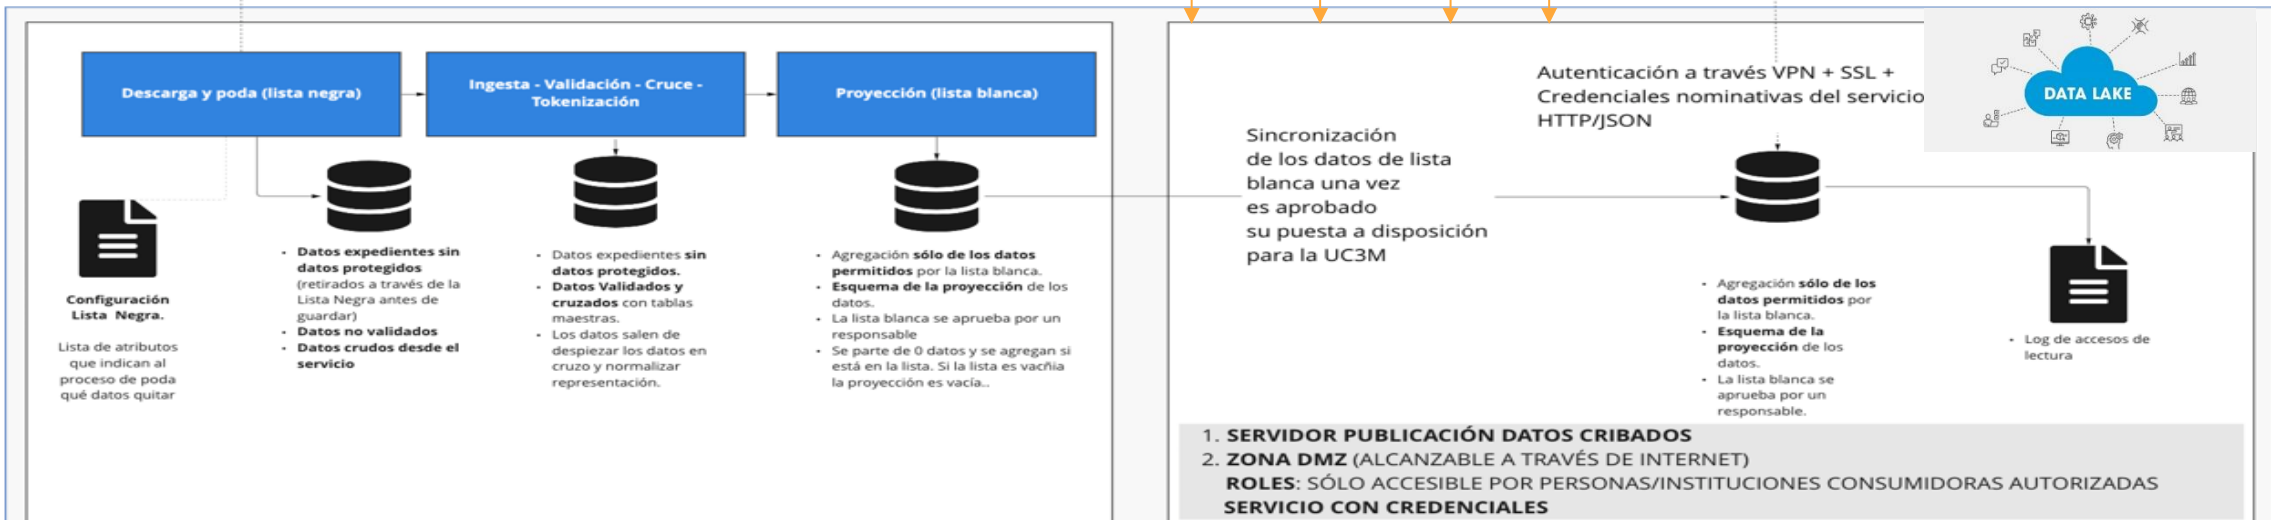 Descarga y poda (lista negra)
Ingesta - Validación - Cruce -
Tokenización
Proyección (lista blanca)
Configuración
Lista Negra.
Lista de atributos
que indican al
proceso de poda
qué datos quitar
• Datos expedientes sin
datos protegidos
(retirados a través de la
Lista Negra antes de
guardar)
• Datos no validados
• Datos crudos desde el
servicio
• Datos expedientes sin
datos protegidos.
• Datos Validados y
cruzados con tablas
maestras.
• Los datos salen de
despiezar los datos en
cruzo y normalizar
representación.
• Agregación sólo de los datos
permitidos por la lista blanca.
• Esquema de la proyección de los
datos.
• La lista blanca se aprueba por un
responsable
• Se parte de 0 datos y se agregan si
está en la lista. Si la lista es vacñia
la proyección es vacía..
Sincronización
de los datos de lista
blanca una vez
es aprobado
su puesta a disposición
para la UC3M
Autenticación a través VPN + SSL +
Credenciales nominativas del servicio
HTTP/JSON
DATA LAKE
• Agregación sólo de los
datos permitidos por
la lista blanca.
• Esquema de la
proyección de los
datos.
• La lista blanca se
aprueba por un
responsable.
• Log de accesos de
lectura
1. SERVIDOR PUBLICACIÓN DATOS CRIBADOS
2. ZONA DMZ (ALCANZABLE A TRAVÉS DE INTERNET)
ROLES: SÓLO ACCESIBLE POR PERSONAS/INSTITUCIONES CONSUMIDORAS AUTORIZADAS
SERVICIO CON CREDENCIALES